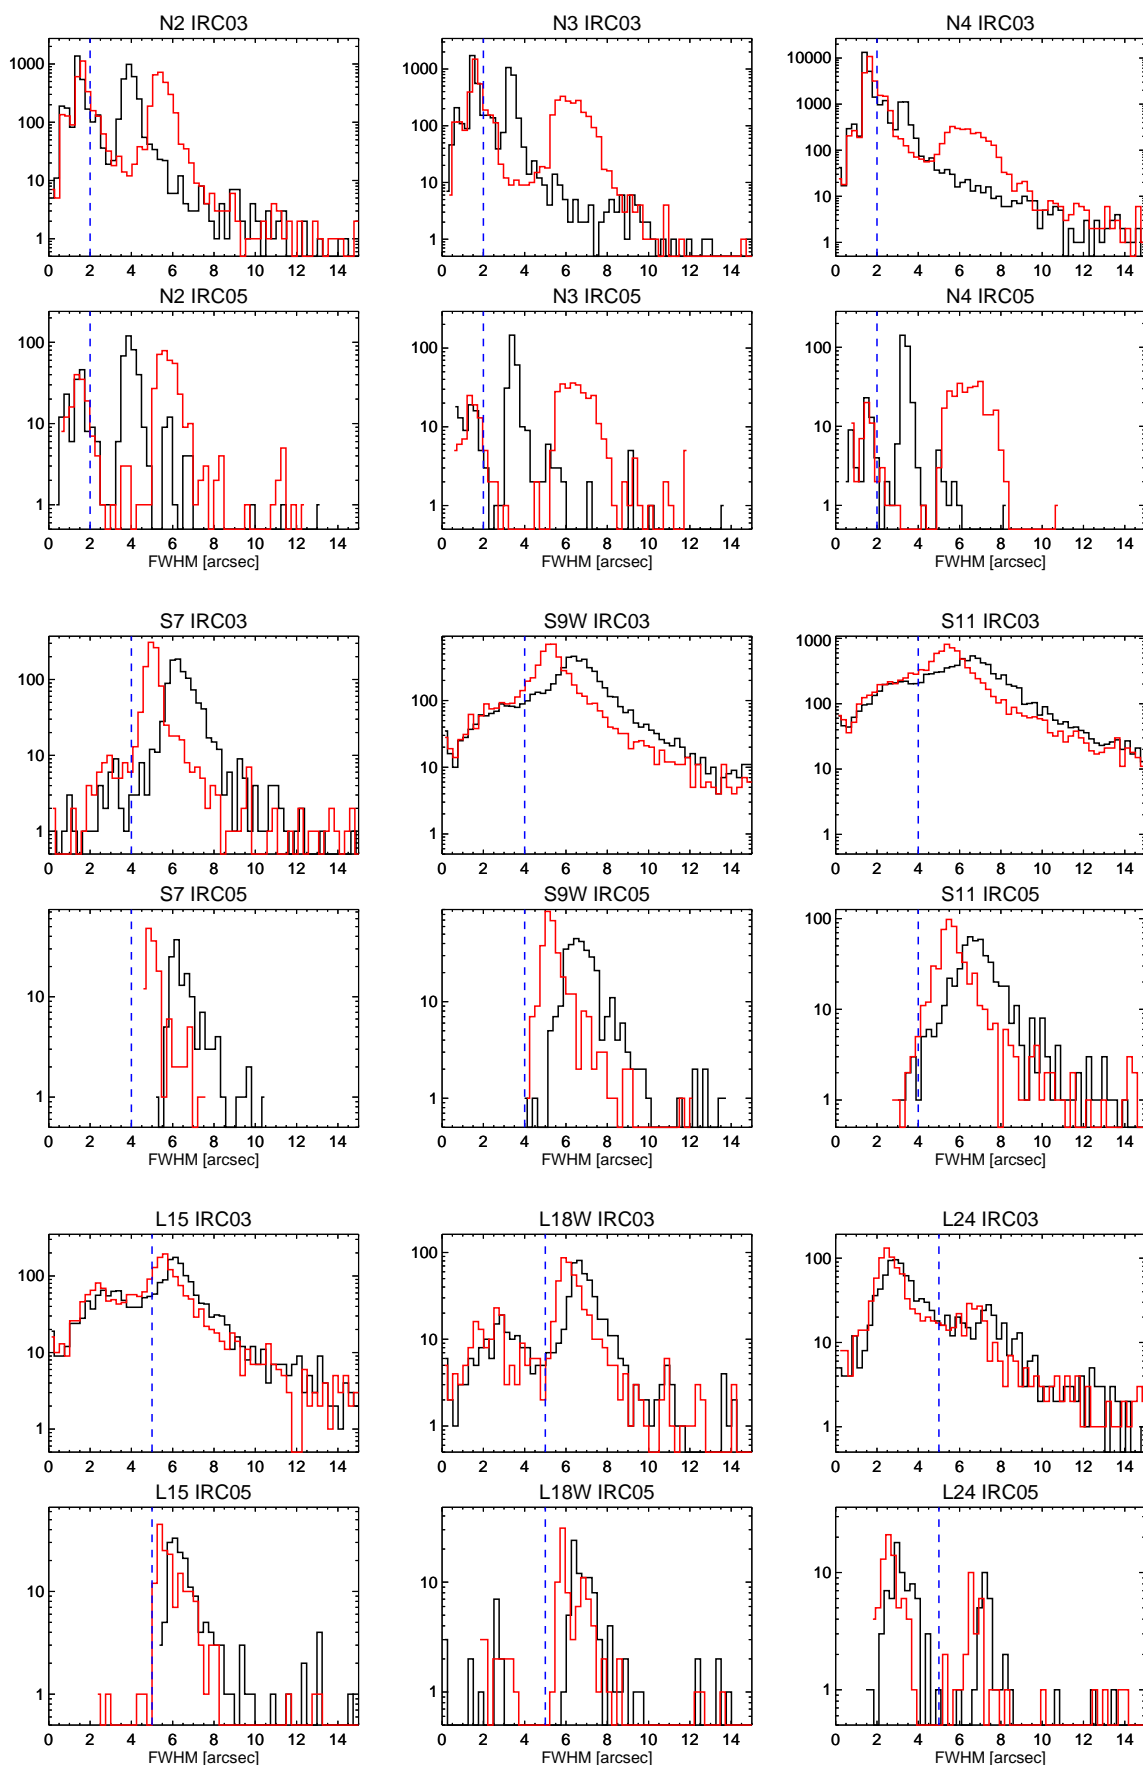 N2 IRC03
N3 IRC03
N4 IRC03
1000
100
10
1
0 2 4 6 8 10 12 14
1000
100
10
1
0 2 4 6 8 10 12 14
10000
1000
100
10
1
0 2 4 6 8 10 12 14
N2 IRC05
N3 IRC05
N4 IRC05
100
10
1
0 2 4 6 8 10 12 14
FWHM [arcsec]
100
10
1
0 2 4 6 8 10 12 14
FWHM [arcsec]
100
10
1
0 2 4 6 8 10 12 14
FWHM [arcsec]
S7 IRC03
S9W IRC03
S11 IRC03
100
10
1
0 2 4 6 8 10 12 14
100
10
1
0 2 4 6 8 10 12 14
1000
100
10
1
0 2 4 6 8 10 12 14
S7 IRC05
S9W IRC05
S11 IRC05
10
1
0 2 4 6 8 10 12 14
FWHM [arcsec]
10
1
0 2 4 6 8 10 12 14
FWHM [arcsec]
100
10
1
0 2 4 6 8 10 12 14
FWHM [arcsec]
L15 IRC03
L18W IRC03
L24 IRC03
100
10
1
0 2 4 6 8 10 12 14
100
10
1
0 2 4 6 8 10 12 14
100
10
1
0 2 4 6 8 10 12 14
L15 IRC05
L18W IRC05
L24 IRC05
10
1
0 2 4 6 8 10 12 14
FWHM [arcsec]
10
1
0 2 4 6 8 10 12 14
FWHM [arcsec]
10
1
0 2 4 6 8 10 12 14
FWHM [arcsec]